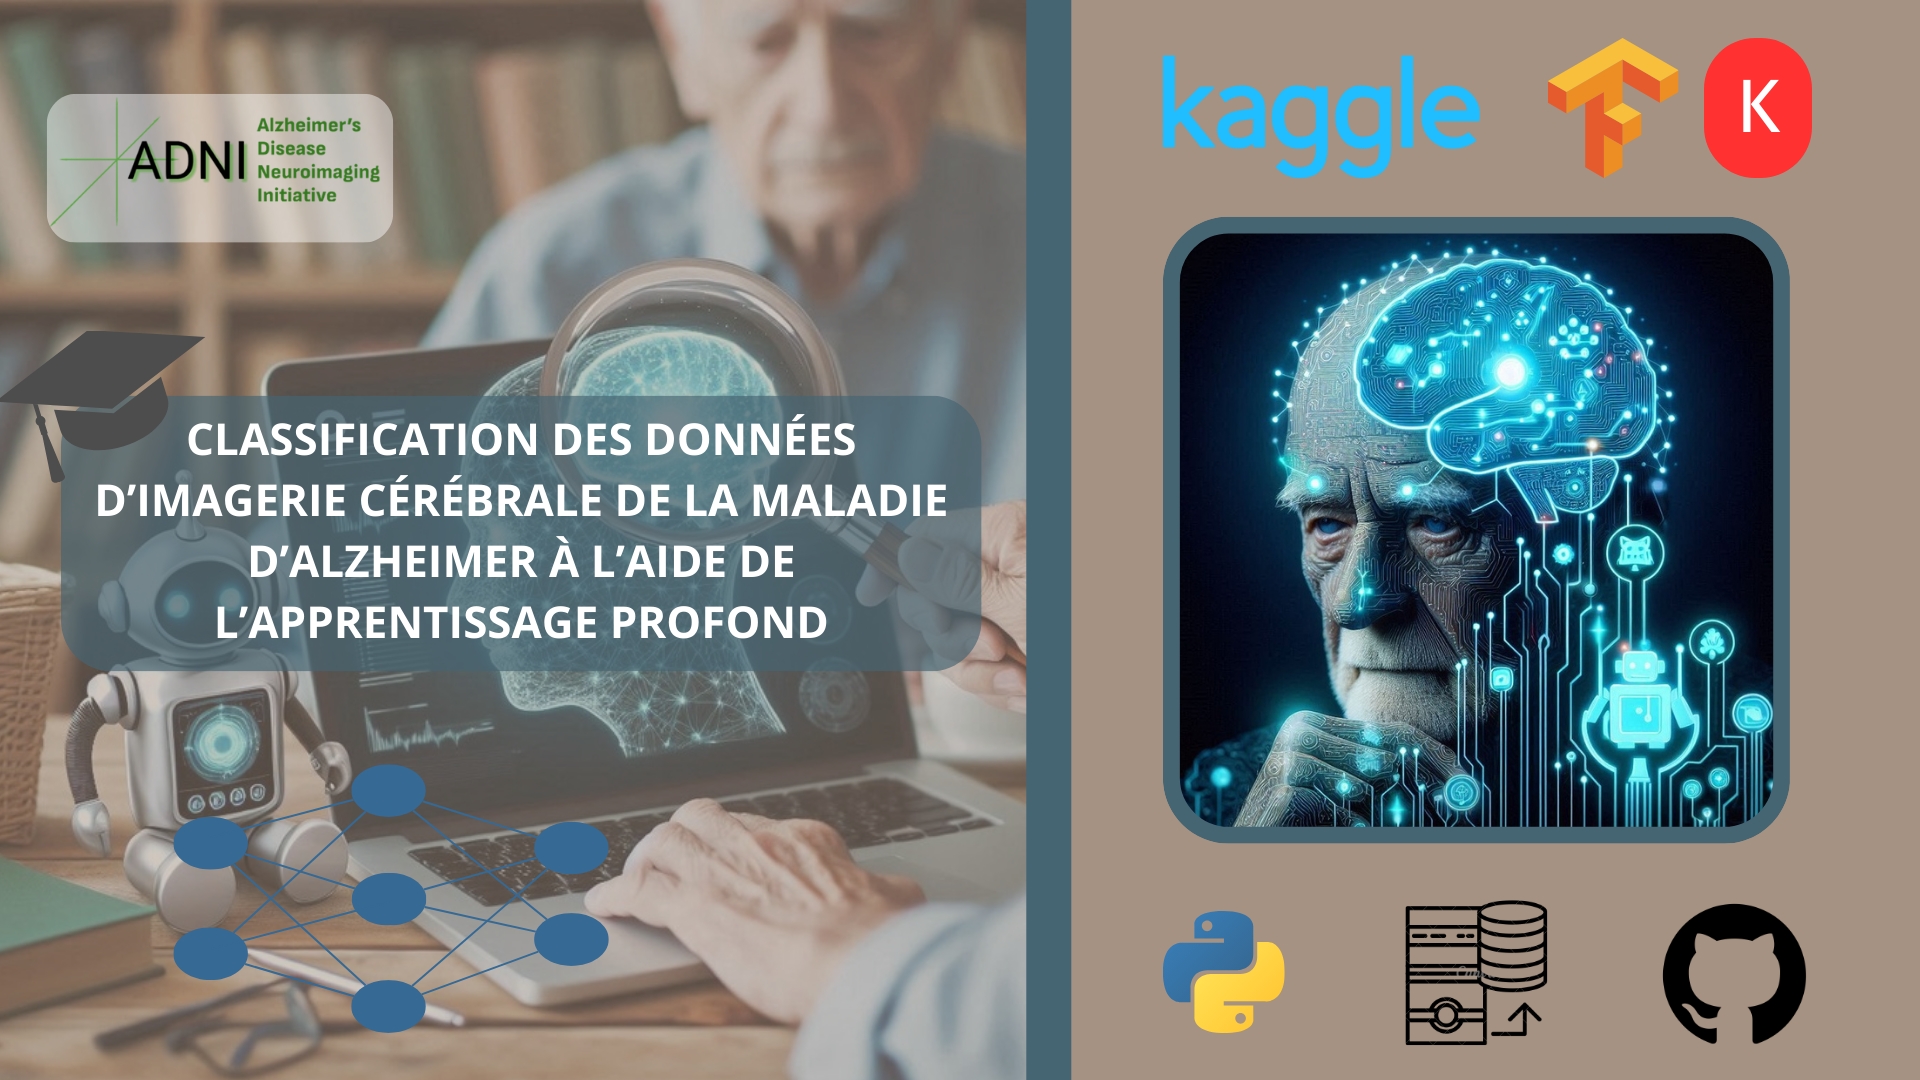 ADNI
Alzheimer's
Disease
Neuroimaging
Initiative
CLASSIFICATION DES DONNÉES
D’IMAGERIE CÉRÉBRALE DE LA MALADIE
D’ALZHEIMER À L’AIDE DE
L’APPRENTISSAGE PROFOND
kaggle
K